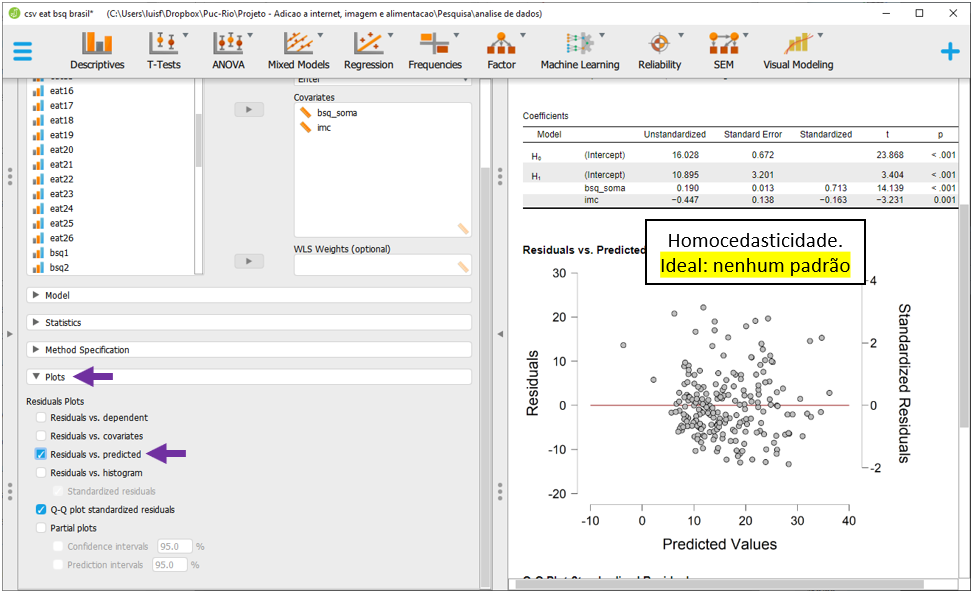 csv eat bsq brasil* (C:\Users\luisf\Dropbox\Puc-Rio\Projeto - Adicao a internet, imagem e alimentacao\Pesquisa\analise de dados)
Descriptives
T-Tests
ANOVA
Mixed Models
Regression
Frequencies
Factor
Machine Learning
Reliability
SEM
Visual Modeling
eat16
eat17
eat18
eat19
eat20
eat21
eat22
eat23
eat24
eat25
eat26
bsq1
bsq2
Enter
Covariates
bsq_soma
imc
WLS Weights (optional)
Model
Statistics
Method Specification
Plots
Residuals Plots
Residuals vs. dependent
Residuals vs. covariates
Residuals vs. predicted
Residuals vs. histogram
Standardized residuals
Q-Q plot standardized residuals
Partial plots
Confidence intervals 95.0 %
Prediction intervals 95.0 %
Coefficients
Model Unstandardized Standard Error Standardized t p
H₀ (Intercept) 16.028 0.672 23.868 < .001
H₁ (Intercept) 10.895 3.201 3.404 < .001
bsq_soma 0.190 0.013 0.713 14.139 < .001
imc −0.447 0.138 −0.163 −3.231 0.001
Residuals vs. Predicted
Homocedasticidade.
Ideal: nenhum padrão
30
20
10
0
-10
-20
Residuals
-10 0 10 20 30 40
Predicted Values
4
2
0
-2
Standardized Residuals